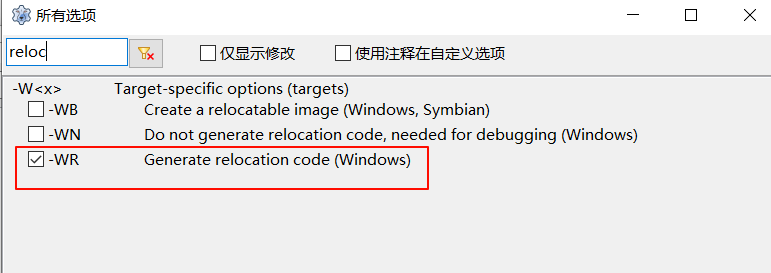 所有选项
reloc 仅显示修改 使用注释在自定义选项
-W<x> Target-specific options (targets)
-WB Create a relocatable image (Windows, Symbian)
-WN Do not generate relocation code, needed for debugging (Windows)
-WR Generate relocation code (Windows)